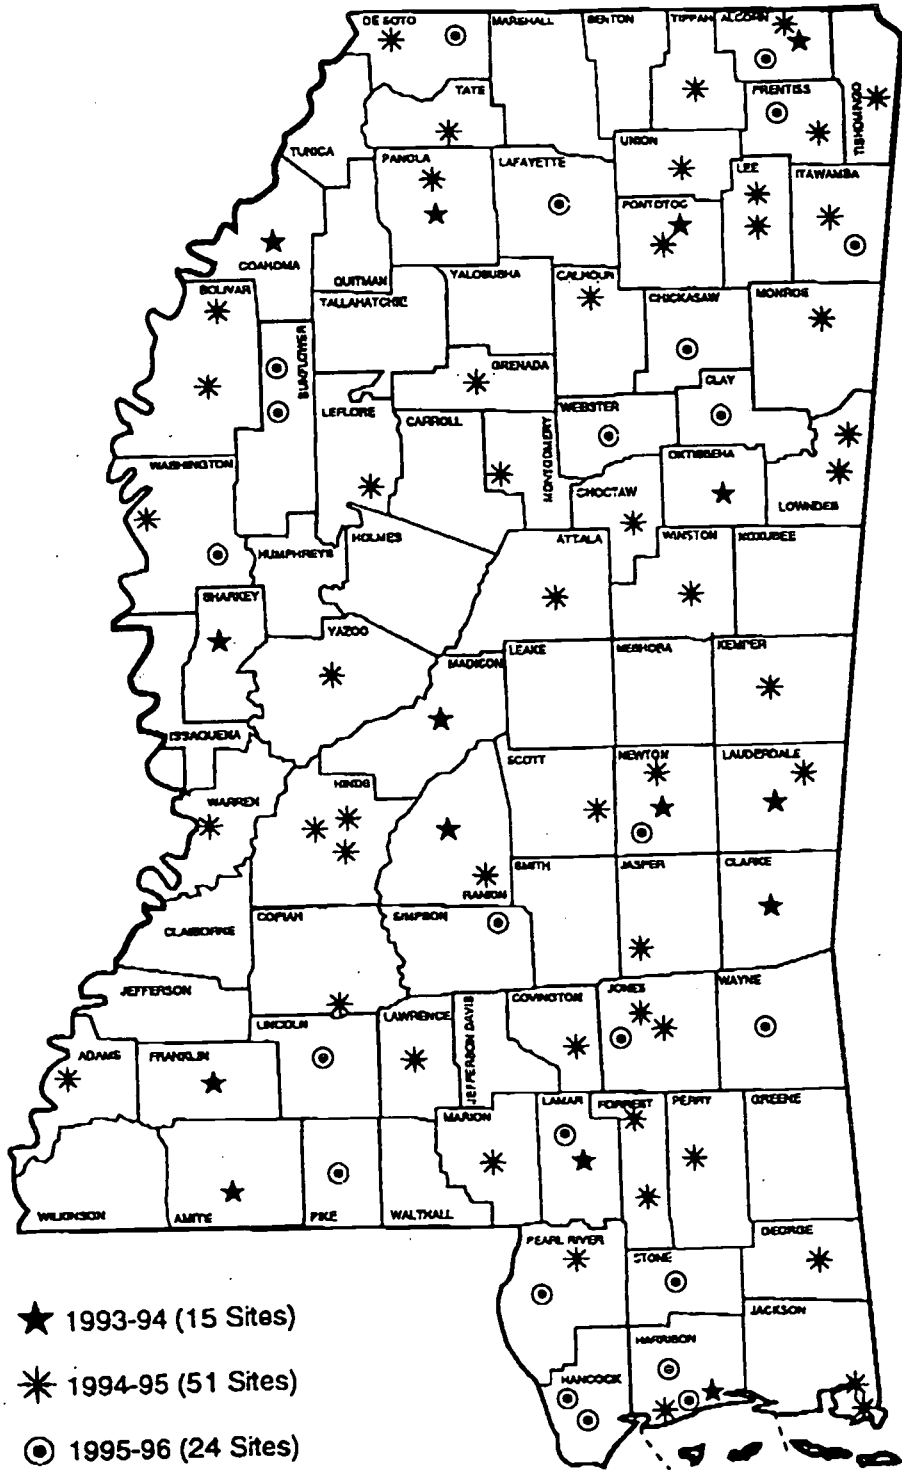 DE SOTO
MARSHALL
BENTON
TIPPAH
ALCORN
TATE
PRENTISS
TISHOMINGO
TUNICA
PANOLA
LAFAYETTE
UNION
LEE
ITAWAMBA
PONTOTOC
COAHOMA
QUITMAN
YALOBUSHA
CALHOUN
BOLIVAR
TALLAHATCHIE
CHICKASAW
MONROE
SUNFLOWER
GRENADA
CLAY
LEFLORE
CARROLL
WEBSTER
MONTGOMERY
OKTIBBEHA
WASHINGTON
CHOCTAW
LOWNDES
HUMPHREYS
HOLMES
ATTALA
WINSTON
NOXUBEE
SHARKEY
YAZOO
MADISON
LEAKE
NESHOBA
KEMPER
ISSAQUENA
SCOTT
NEWTON
LAUDERDALE
WARREN
HINDS
SMITH
JASPER
CLARKE
RANKIN
CLAIBORNE
COPIAH
SIMPSON
JEFFERSON
COVINGTON
JONES
WAYNE
LINCOLN
LAWRENCE
JEFFERSON DAVIS
ADAMS
FRANKLIN
MARION
LAMAR
FORREST
PERRY
GREENE
WILKINSON
AMITE
PIKE
WALTHALL
PEARL RIVER
STONE
GEORGE
JACKSON
HARRISON
HANCOCK
1993-94 (15 Sites)
1994-95 (51 Sites)
1995-96 (24 Sites)